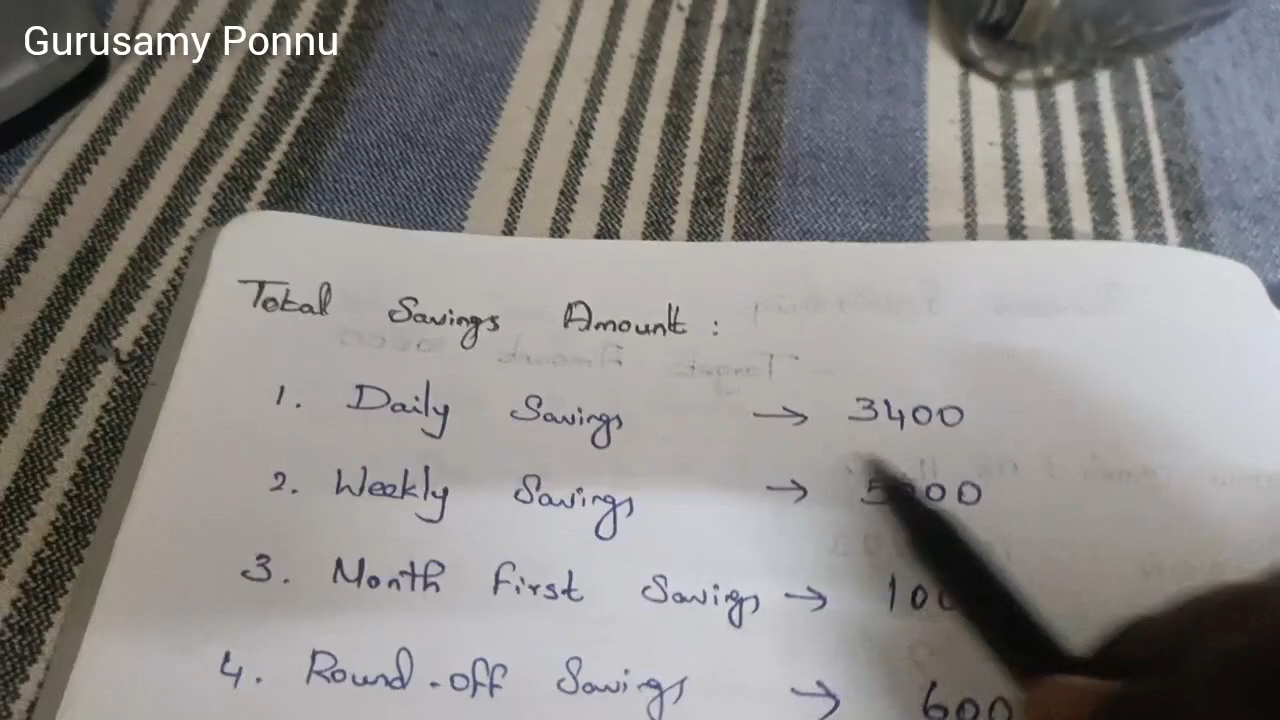 Gurusamy Ponnu
Total Savings Amount :
1. Daily Savings → 3400
2. Weekly Savings →
3. Month first Savings →
4. Round-off Savings → 600